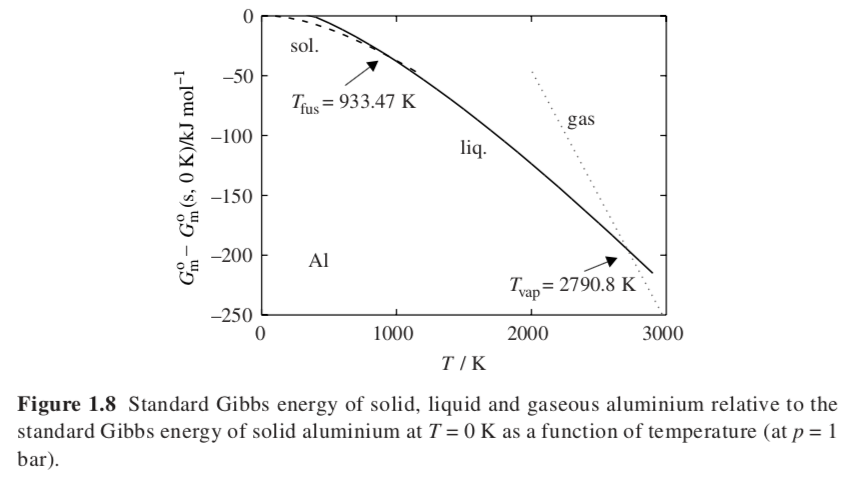 0
−50
−100
−150
−200
−250
G°m − G°m(s, 0 K)/kJ mol−1
sol.
Tfus = 933.47 K
gas
liq.
Al
Tvap = 2790.8 K
0
1000
2000
3000
T / K
Figure 1.8 Standard Gibbs energy of solid, liquid and gaseous aluminium relative to the
standard Gibbs energy of solid aluminium at T = 0 K as a function of temperature (at p = 1
bar).